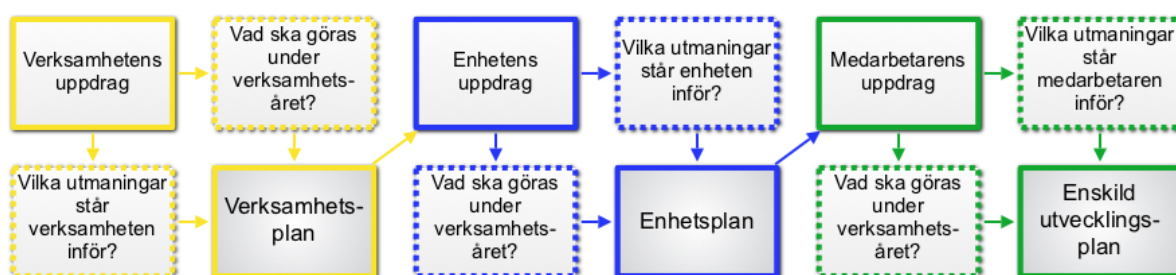 Verksamhetens
uppdrag
Vad ska göras
under
verksamhets-
året?
Enhetens
uppdrag
Vilka utmaningar
står enheten
inför?
Medarbetarens
uppdrag
Vilka utmaningar
står
medarbetaren
inför?
Vilka utmaningar
står
verksamheten
inför?
Verksamhets-
plan
Vad ska göras
under
verksamhets-
året?
Enhetsplan
Vad ska göras
under
verksamhets-
året?
Enskild
utvecklings-
plan